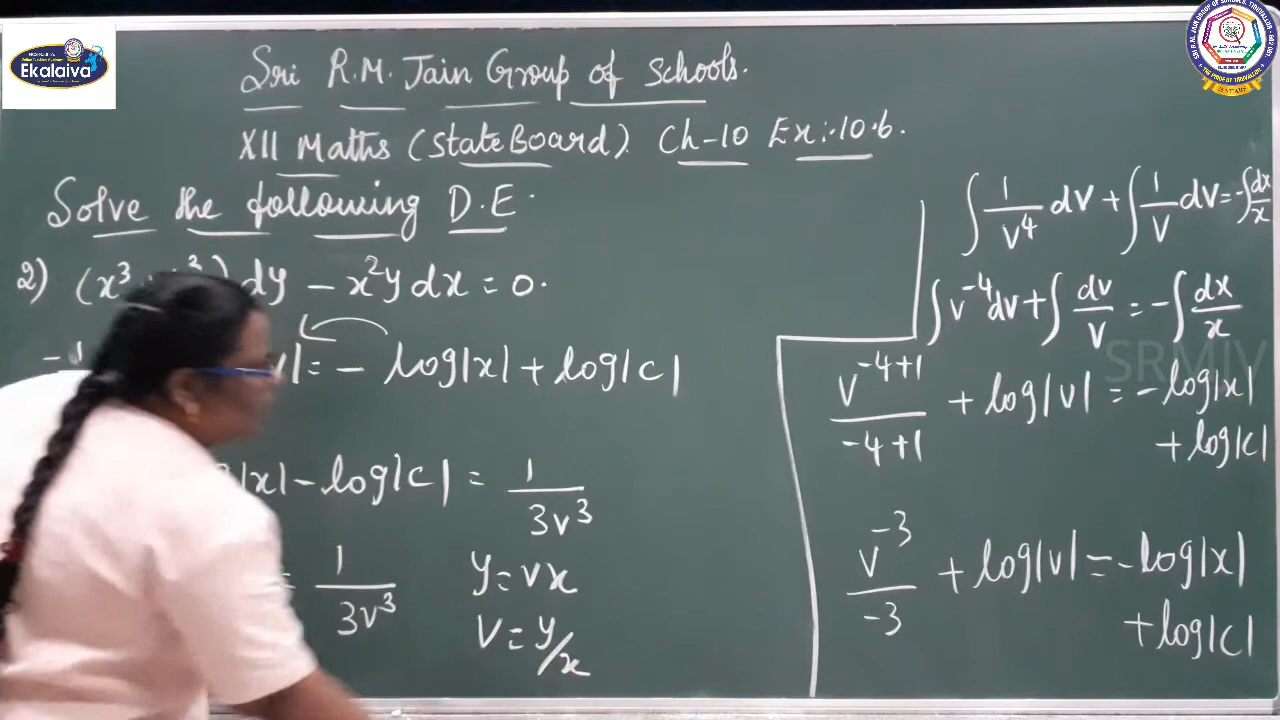 Ekalaiva
Sri R.M. Jain Group of Schools.
XII Maths (State Board) Ch-10 Ex:-10.6.
Solve the following D.E.
2) (x³ y³) dy - x²y dx = 0.
v| = - log|x| + log|c|
|x| - log|c| = 1/3v³
= 1/3v³
y = vx
v = y/x
∫ 1/v⁴ dv + ∫ 1/v dv = -∫ dx/x
∫ v⁻⁴ dv + ∫ dv/v = - ∫ dx/x
v⁻⁴⁺¹/-4+1 + log|v| = - log|x|
+ log|c|
v⁻³/-3 + log|v| = - log|x|
+ log|c|
SRMJV